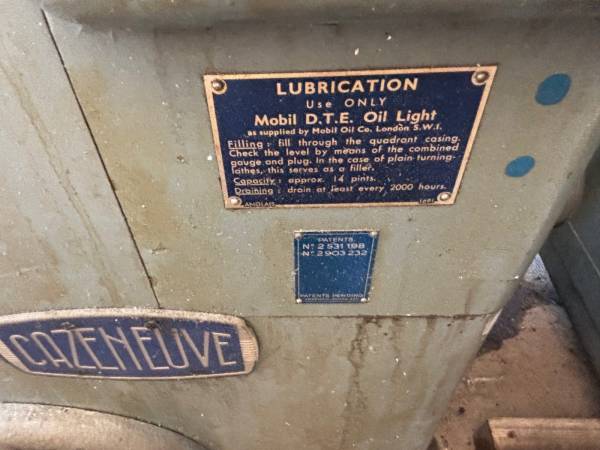 LUBRICATION
Use ONLY
Mobil D.T.E. Oil Light
as supplied by Mobil Oil Co. London S.W.1.
Filling: fill through the quadrant casing.
Check the level by means of the combined
gauge and plug. In the case of plain turning-
lathes, this serves as a filler.
Capacity: approx. 14 pints.
Draining: drain at least every 2000 hours.
ANGLAIS
PATENTS
Nº 2 531 198
Nº 2 903 232
PATENTS PENDING
CAZENEUVE